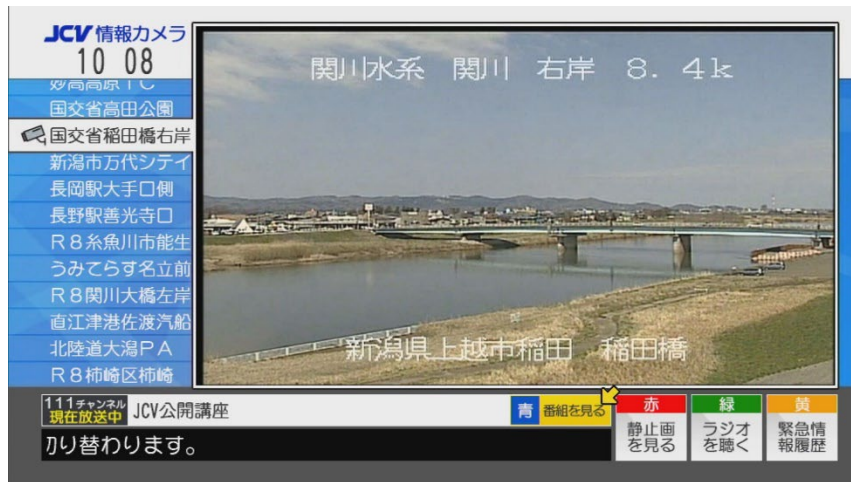 JCV 情報カメラ
10 08
妙高高原IC
国交省高田公園
国交省稲田橋右岸
新潟市万代シテイ
長岡駅大手口側
長野駅善光寺口
R8糸魚川市能生
うみてらす名立前
R8関川大橋左岸
直江津港佐渡汽船
北陸道大潟PA
R8柿崎区柿崎
関川水系 関川 右岸 8.4k
新潟県上越市稲田 稲田橋
111チャンネル
現在放送中
JCV公開講座
青 番組を見る
赤
静止画
を見る
緑
ラジオ
を聴く
黄
緊急情
報履歴
切り替わります。